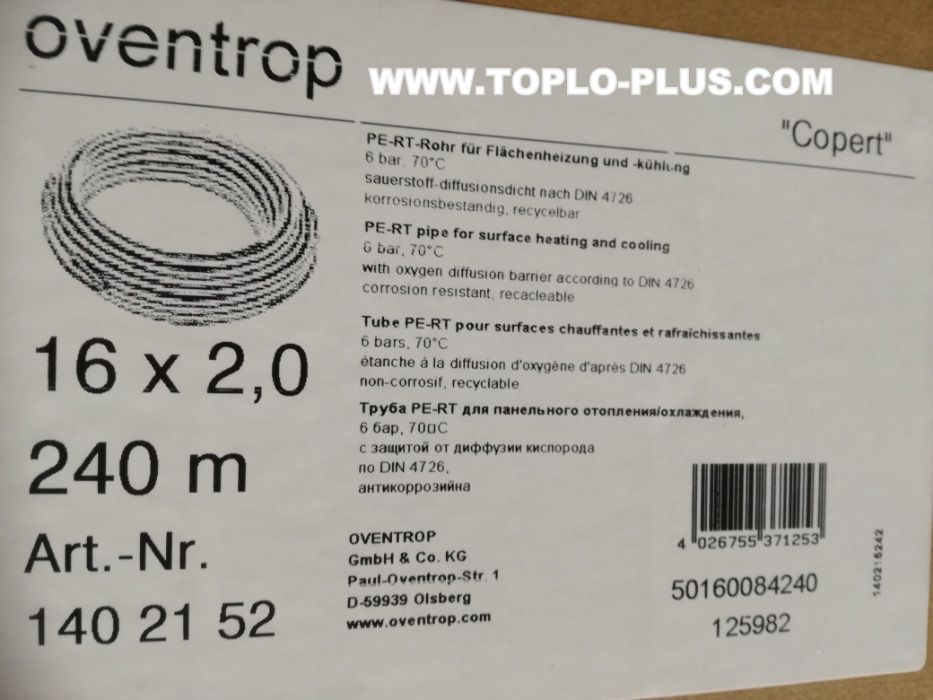 oventrop
WWW.TOPLO-PLUS.COM
"Copert"
PE-RT-Rohr für Flächenheizung und -kühlung
6 bar, 70°C
sauerstoff-diffusionsdicht nach DIN 4726
korrosionsbeständig, recycelbar
PE-RT pipe for surface heating and cooling
6 bar, 70°C
with oxygen diffusion barrier according to DIN 4726
corrosion resistant, recacleable
Tube PE-RT pour surfaces chauffantes et rafraîchissantes
6 bars, 70°C
étanche à la diffusion d'oxygène d'après DIN 4726
non-corrosif, recyclable
Труба PE-RT для панельного отопления/охлаждения,
6 бар, 70□C
с защитой от диффузии кислорода
по DIN 4726,
антикоррозийна
16 x 2,0
240 m
Art.-Nr.
140 21 52
OVENTROP
GmbH & Co. KG
Paul-Oventrop-Str. 1
D-59939 Olsberg
www.oventrop.com
4 026755 371253
50160084240
125982
140215242